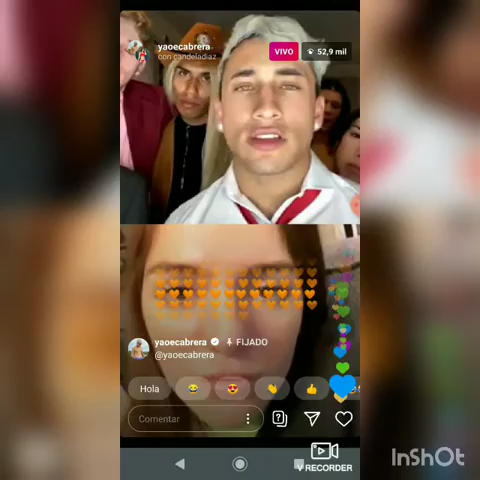 yaoecabrera
con candeladiaz
VIVO
52,9 mil
yaoecabrera
FIJADO
@yaoecabrera
Hola
Comentar
V RECORDER
InShOt